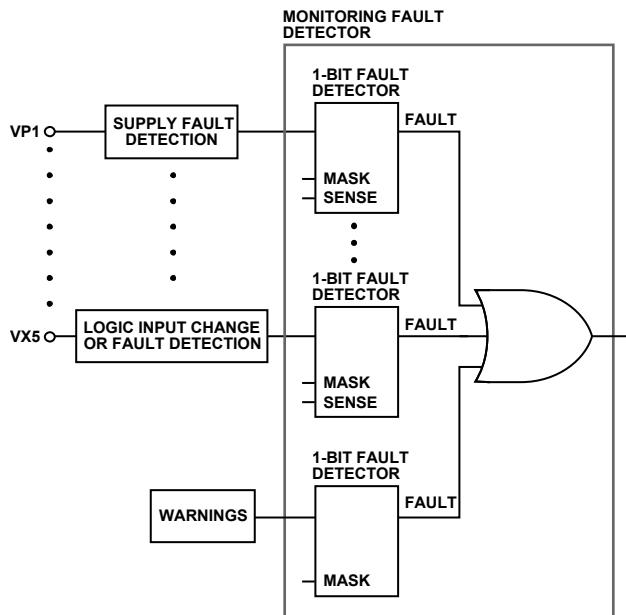 MONITORING FAULT
DETECTOR
1-BIT FAULT
DETECTOR
VP1
SUPPLY FAULT
DETECTION
FAULT
MASK
SENSE
1-BIT FAULT
DETECTOR
VX5
LOGIC INPUT CHANGE
OR FAULT DETECTION
FAULT
MASK
SENSE
1-BIT FAULT
DETECTOR
WARNINGS
FAULT
MASK